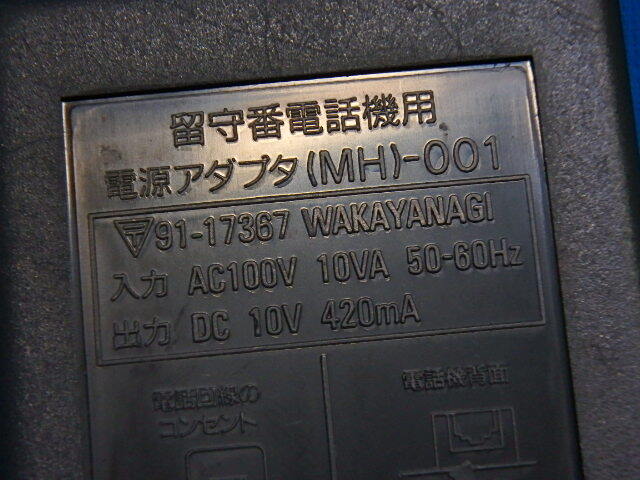 留守番電話機用
電源アダプタ(MH)-001
〒91-17367 WAKAYANAGI
入力 AC100V 10VA 50-60Hz
出力 DC 10V 420mA
電話回線の
コンセント
電話機背面